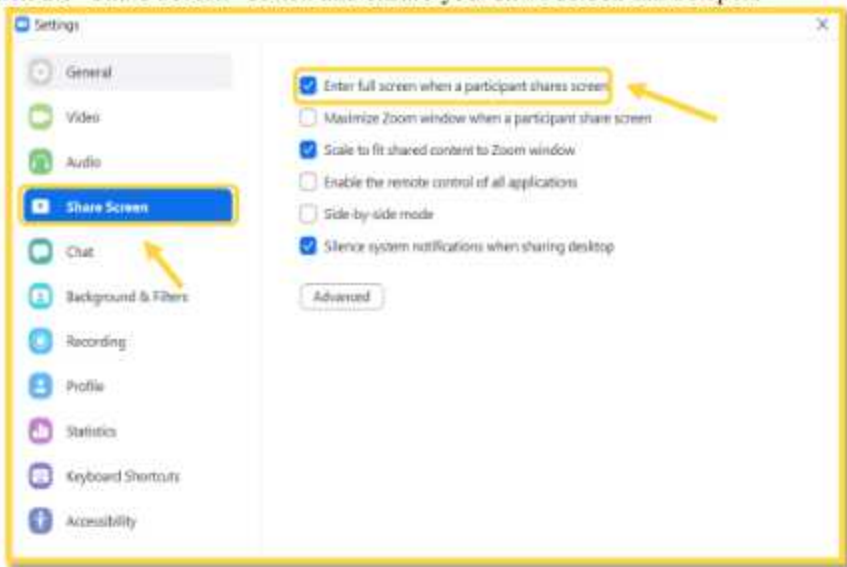 Settings
General
Video
Audio
Share Screen
Chat
Background & Filters
Recording
Profile
Statistics
Keyboard Shortcuts
Accessibility
Enter full screen when a participant shares screen
Maximize Zoom window when a participant share screen
Scale to fit shared content to Zoom window
Enable the remote control of all applications
Side-by-side mode
Silence system notifications when sharing desktop
Advanced